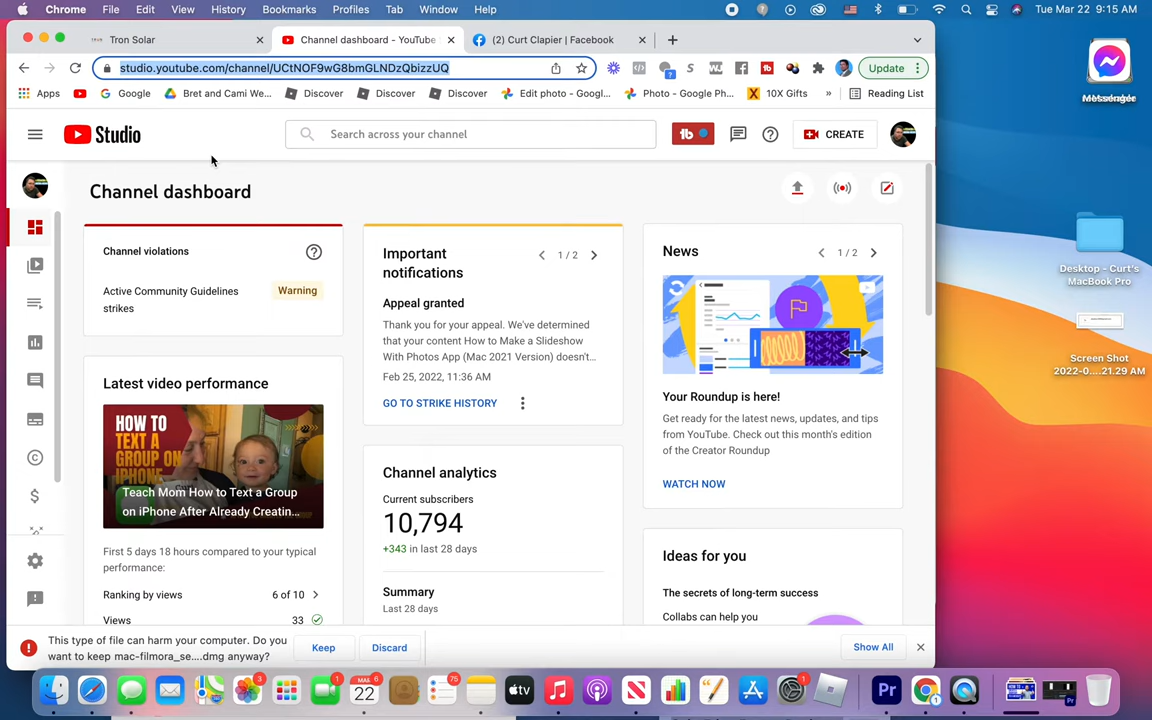 Chrome File Edit View History Bookmarks Profiles Tab Window Help Tue Mar 22 9:15 AM
Tron Solar Channel dashboard - YouTube (2) Curt Clapier | Facebook
studio.youtube.com/channel/UCtNOF9wG8bmGLNDzQbizzUQ Update
Apps Google Bret and Cami We... Discover Discover Discover Edit photo - Googl... Photo - Google Ph... 10X Gifts » Reading List
Studio Search across your channel tb CREATE
Channel dashboard
Channel violations
Active Community Guidelines
strikes
Warning
Latest video performance
HOW TO
TEXT A
GROUP
ON IPHONE
Teach Mom How to Text a Group
on iPhone After Already Creatin...
First 5 days 18 hours compared to your typical
performance:
Ranking by views 6 of 10
Views 33
Important
notifications
1 / 2
Appeal granted
Thank you for your appeal. We've determined
that your content How to Make a Slideshow
With Photos App (Mac 2021 Version) doesn't...
Feb 25, 2022, 11:36 AM
GO TO STRIKE HISTORY
Channel analytics
Current subscribers
10,794
+343 in last 28 days
Summary
Last 28 days
News
1 / 2
Your Roundup is here!
Get ready for the latest news, updates, and tips
from YouTube. Check out this month's edition
of the Creator Roundup
WATCH NOW
Ideas for you
The secrets of long-term success
Collabs can help you
This type of file can harm your computer. Do you
want to keep mac-filmora_se....dmg anyway?
Keep Discard Show All
Messenger
Desktop - Curt's
MacBook Pro
Screen Shot
2022-0....21.29 AM
3 1 MAR 6 22 75 tv 1 Pr 1